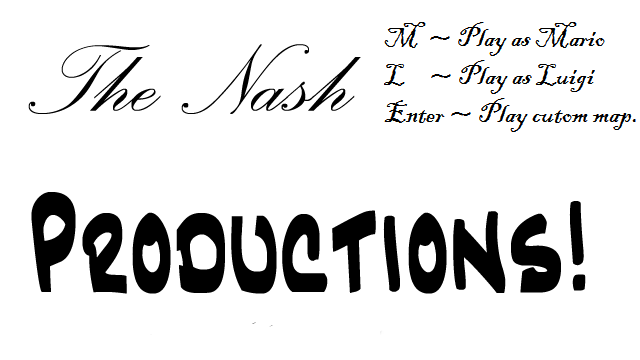 The Nash
M ~ Play as Mario
L ~ Play as Luigi
Enter ~ Play cutom map.
PRODUCTIONS!